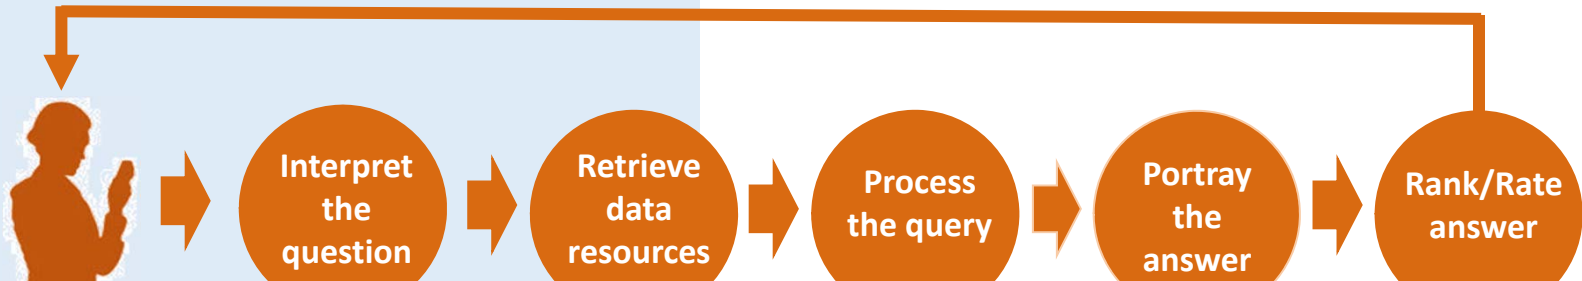 Interpret
the
question
Retrieve
data
resources
Process
the query
Portray
the
answer
Rank/Rate
answer